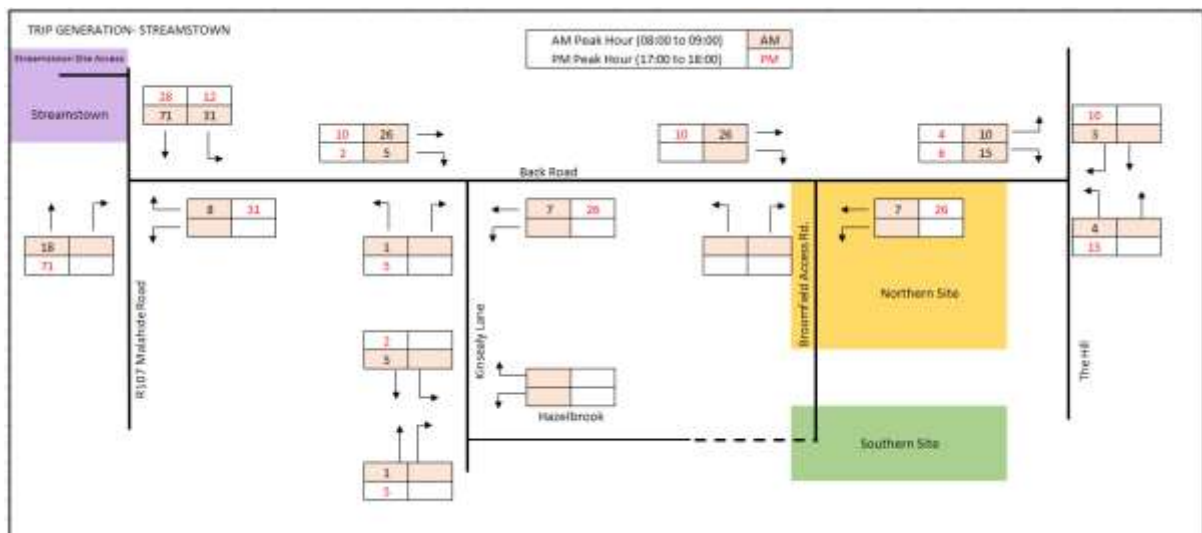 TRIP GENERATION- STREAMSTOWN
AM Peak Hour (08:00 to 09:00) AM
PM Peak Hour (17:00 to 18:00) PM
Streamstown Site Access
Streamstown
28 12
71 31
10 26
2 5
10 26
4 10
6 15
10
3
Back Road
18
71
8 31
1
3
7 26
7 26
4
15
Northern Site
Broomfield Access Rd.
R107 Malahide Road
Kinsealy Lane
The Hill
2
5
Hazelbrook
Southern Site
1
3